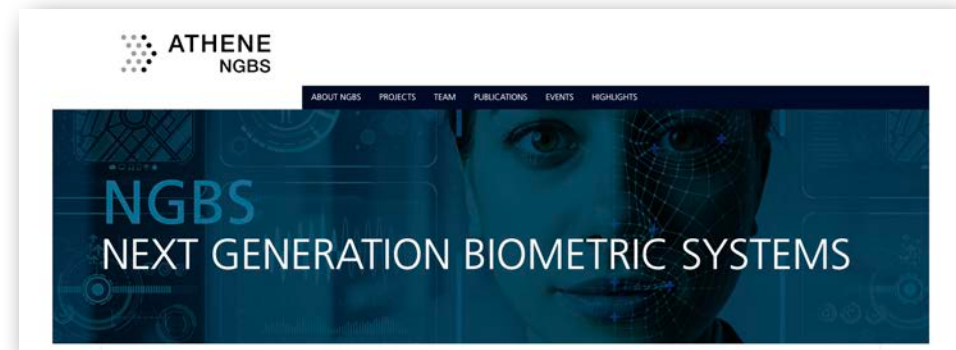 ATHENE
NGBS
ABOUT NGBS PROJECTS TEAM PUBLICATIONS EVENTS HIGHLIGHTS
NGBS
NEXT GENERATION BIOMETRIC SYSTEMS